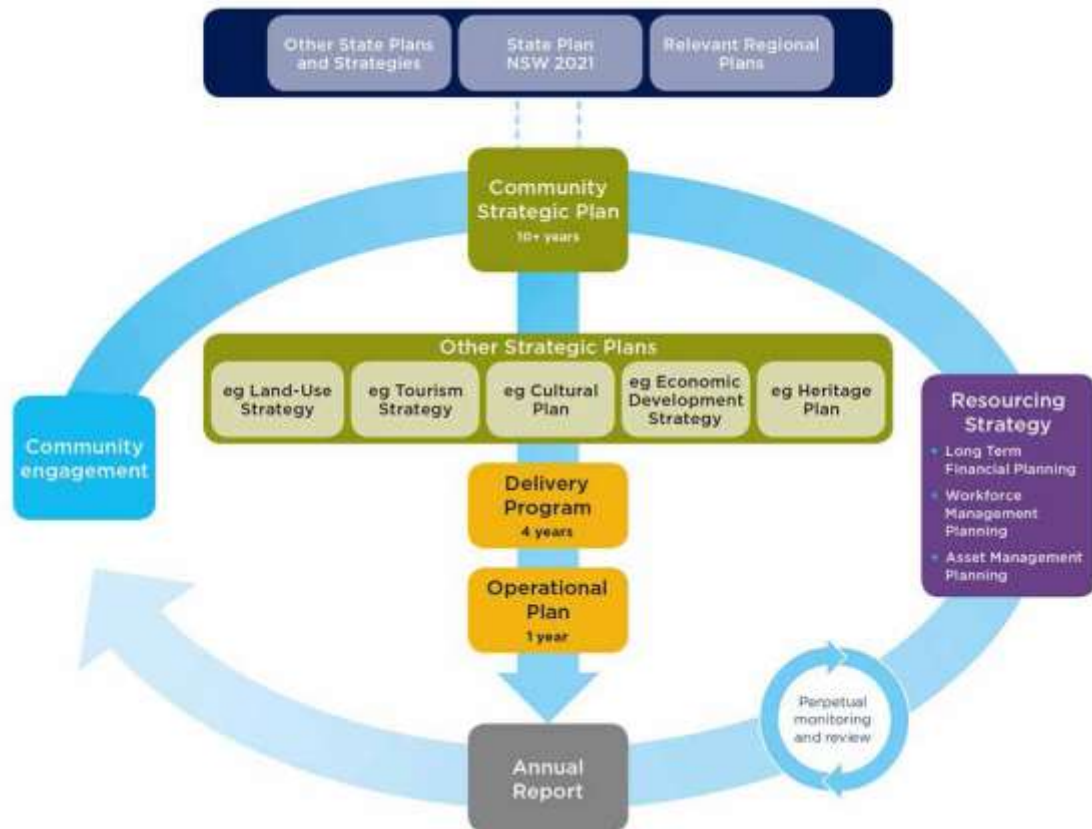 Other State Plans
and Strategies
State Plan
NSW 2021
Relevant Regional
Plans
Community
Strategic Plan
10+ years
Other Strategic Plans
eg Land-Use
Strategy
eg Tourism
Strategy
eg Cultural
Plan
eg Economic
Development
Strategy
eg Heritage
Plan
Community
engagement
Resourcing
Strategy
• Long Term
Financial Planning
• Workforce
Management
Planning
• Asset Management
Planning
Delivery
Program
4 years
Operational
Plan
1 year
Perpetual
monitoring
and review
Annual
Report